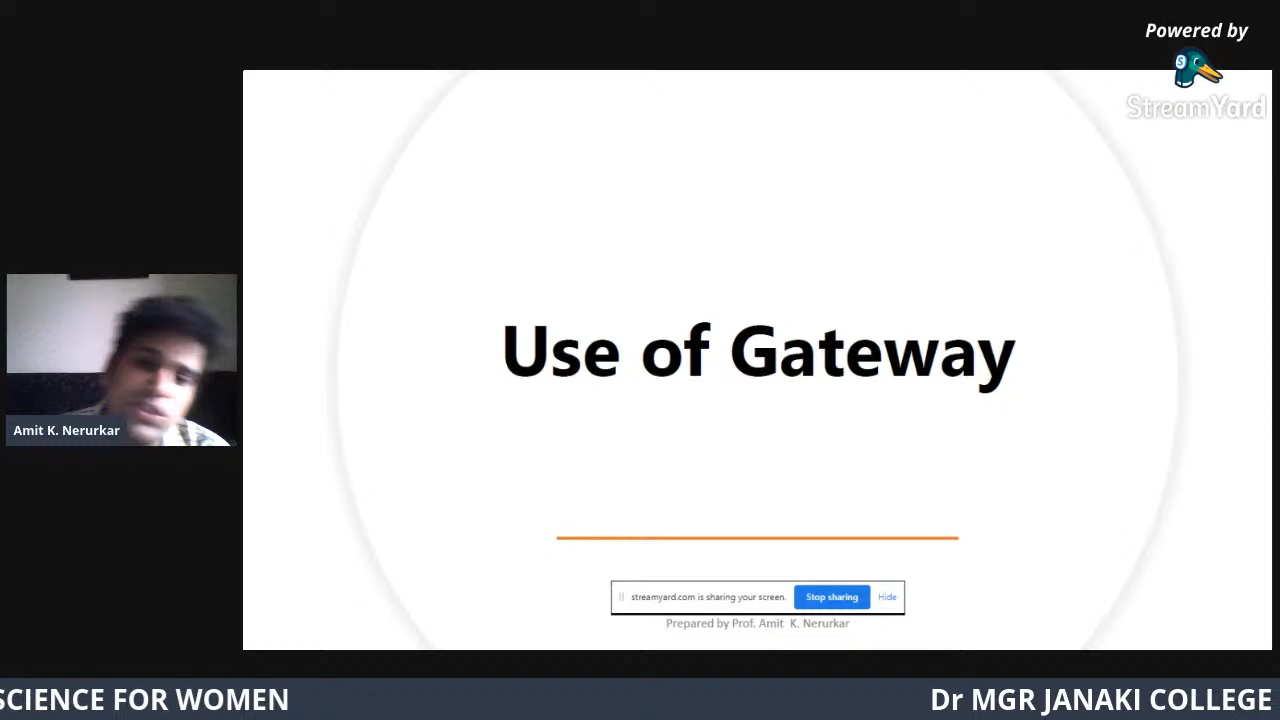 Powered by
StreamYard
Use of Gateway
Amit K. Nerurkar
streamyard.com is sharing your screen. Stop sharing Hide
Prepared by Prof. Amit K. Nerurkar
SCIENCE FOR WOMEN Dr MGR JANAKI COLLEGE